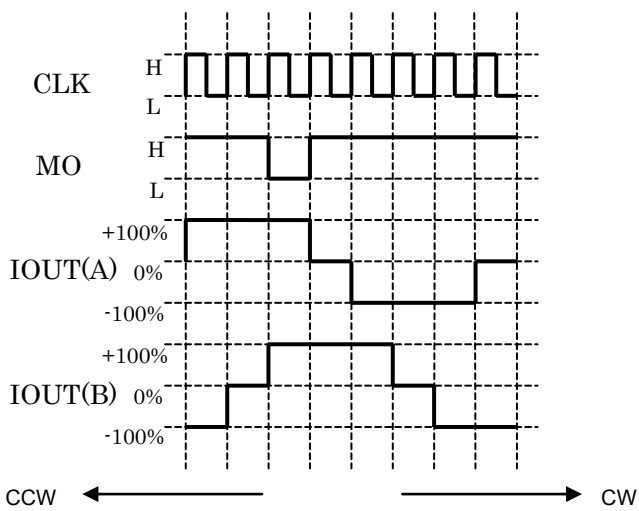 H
CLK
L
H
MO
L
+100%
IOUT(A) 0%
-100%
+100%
IOUT(B) 0%
-100%
CCW CW